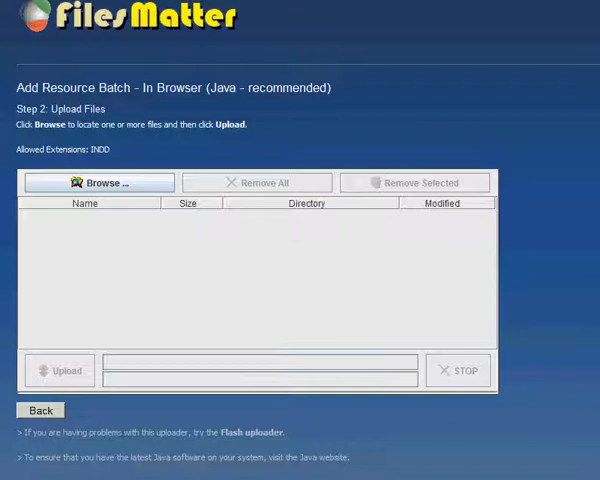 FilesMatter
Add Resource Batch - In Browser (Java - recommended)
Step 2: Upload Files
Click Browse to locate one or more files and then click Upload.
Allowed Extensions: INDD
Browse ... Remove All Remove Selected
Name Size Directory Modified
Upload STOP
Back
> If you are having problems with this uploader, try the Flash uploader.
> To ensure that you have the latest Java software on your system, visit the Java website.